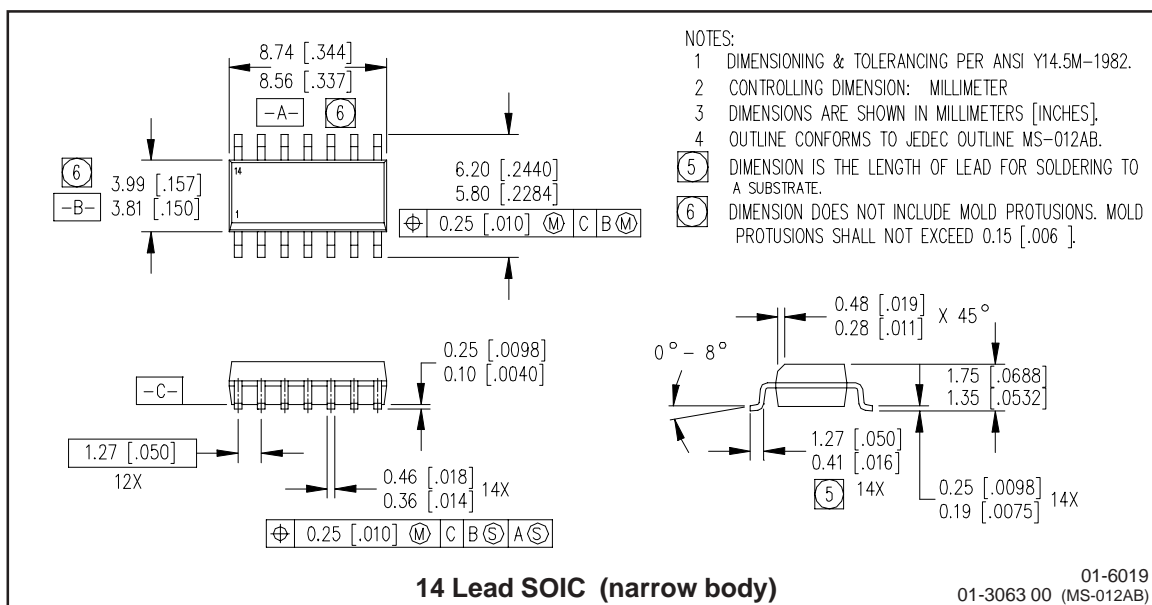 8.74 [.344]
8.56 [.337]
-A-
6
6
3.99 [.157]
3.81 [.150]
-B-
14
1
6.20 [.2440]
5.80 [.2284]
⌖ 0.25 [.010] Ⓜ C B Ⓜ
NOTES:
1 DIMENSIONING & TOLERANCING PER ANSI Y14.5M-1982.
2 CONTROLLING DIMENSION: MILLIMETER
3 DIMENSIONS ARE SHOWN IN MILLIMETERS [INCHES].
4 OUTLINE CONFORMS TO JEDEC OUTLINE MS-012AB.
5 DIMENSION IS THE LENGTH OF LEAD FOR SOLDERING TO
A SUBSTRATE.
6 DIMENSION DOES NOT INCLUDE MOLD PROTUSIONS. MOLD
PROTUSIONS SHALL NOT EXCEED 0.15 [.006 ].
-C-
0.25 [.0098]
0.10 [.0040]
1.27 [.050]
12X
0.46 [.018]
0.36 [.014]
14X
⌖ 0.25 [.010] Ⓜ C B Ⓢ A Ⓢ
0.48 [.019]
0.28 [.011]
X 45°
0°- 8°
1.75 [.0688]
1.35 [.0532]
1.27 [.050]
0.41 [.016]
5 14X
0.25 [.0098]
0.19 [.0075]
14X
14 Lead SOIC (narrow body)
01-6019
01-3063 00 (MS-012AB)